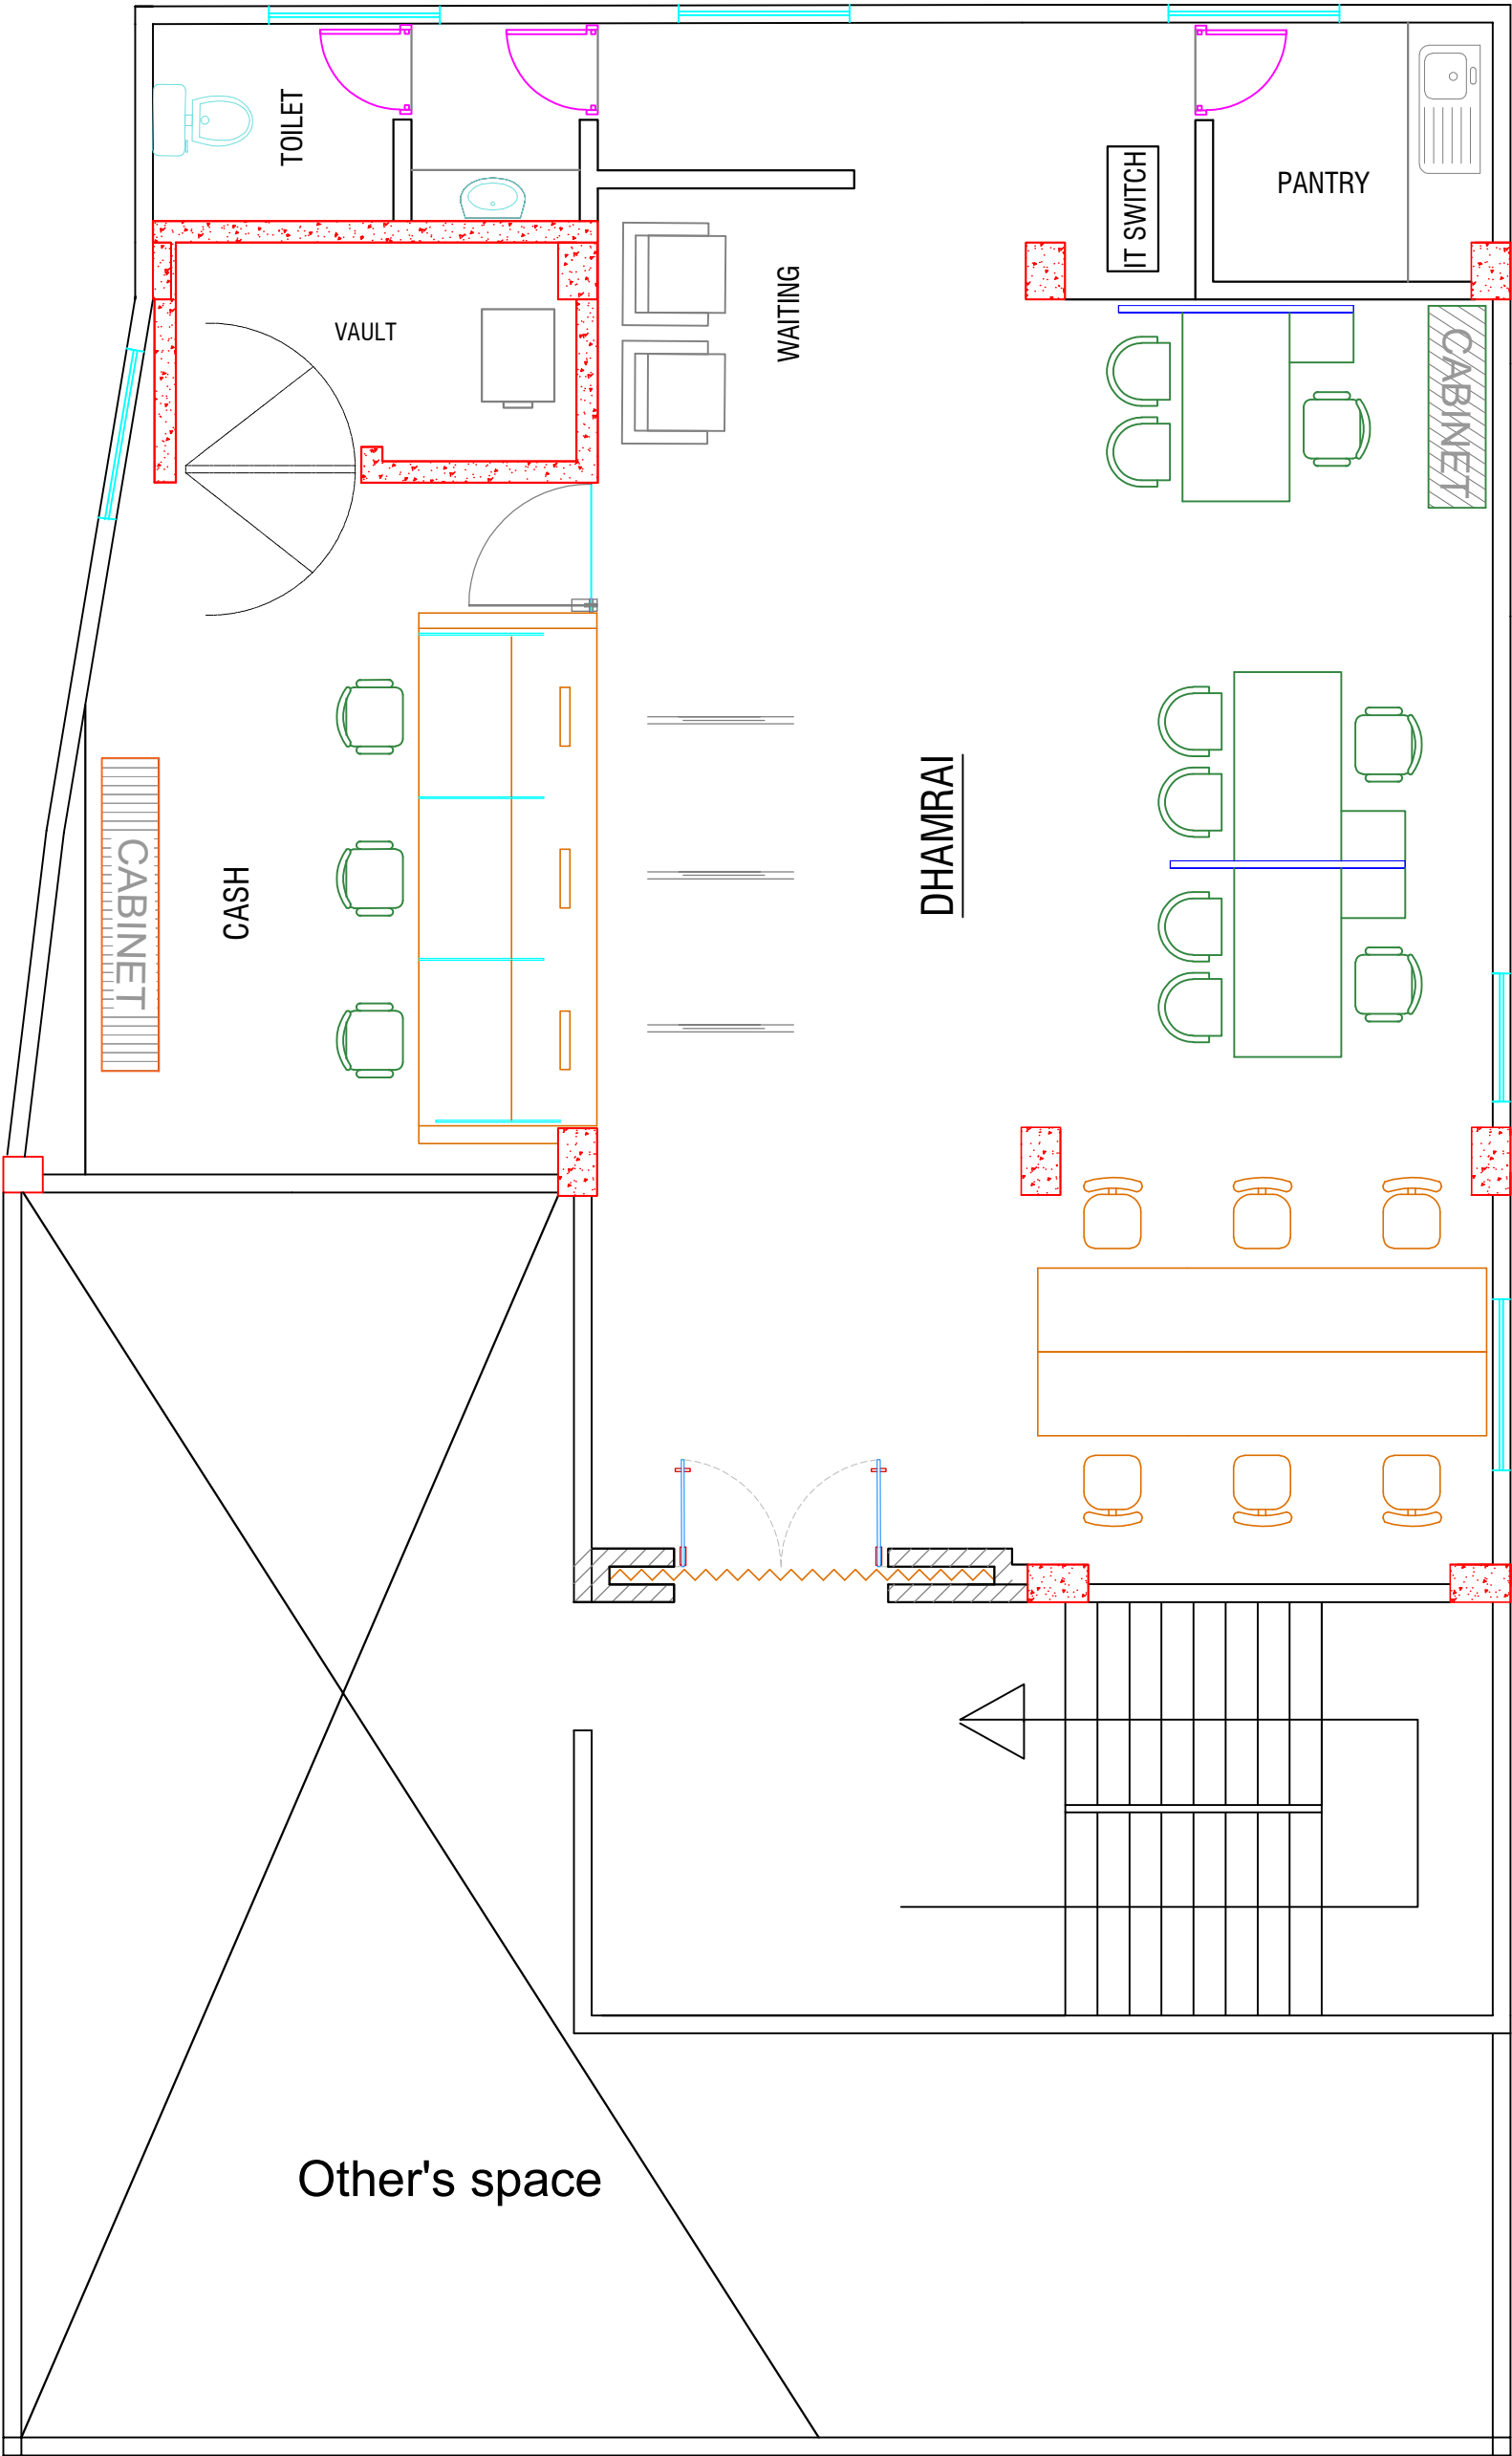 TOILET
IT SWITCH
PANTRY
VAULT
WAITING
CABINET
DHAMRAI
CASH
CABINET
Other's space